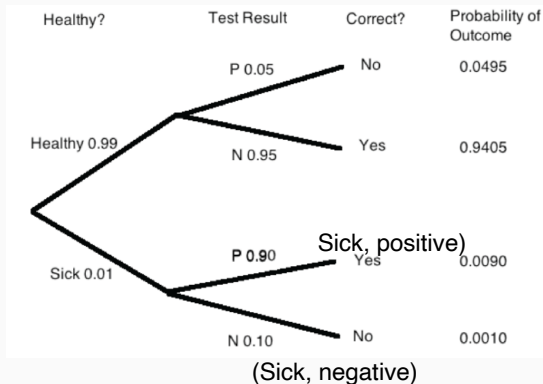 Healthy?
Test Result
Correct?
Probability of
Outcome
P 0.05
No
0.0495
Healthy 0.99
N 0.95
Yes
0.9405
Sick, positive)
Sick 0.01
P 0.90
Yes
0.0090
N 0.10
No
0.0010
(Sick, negative)